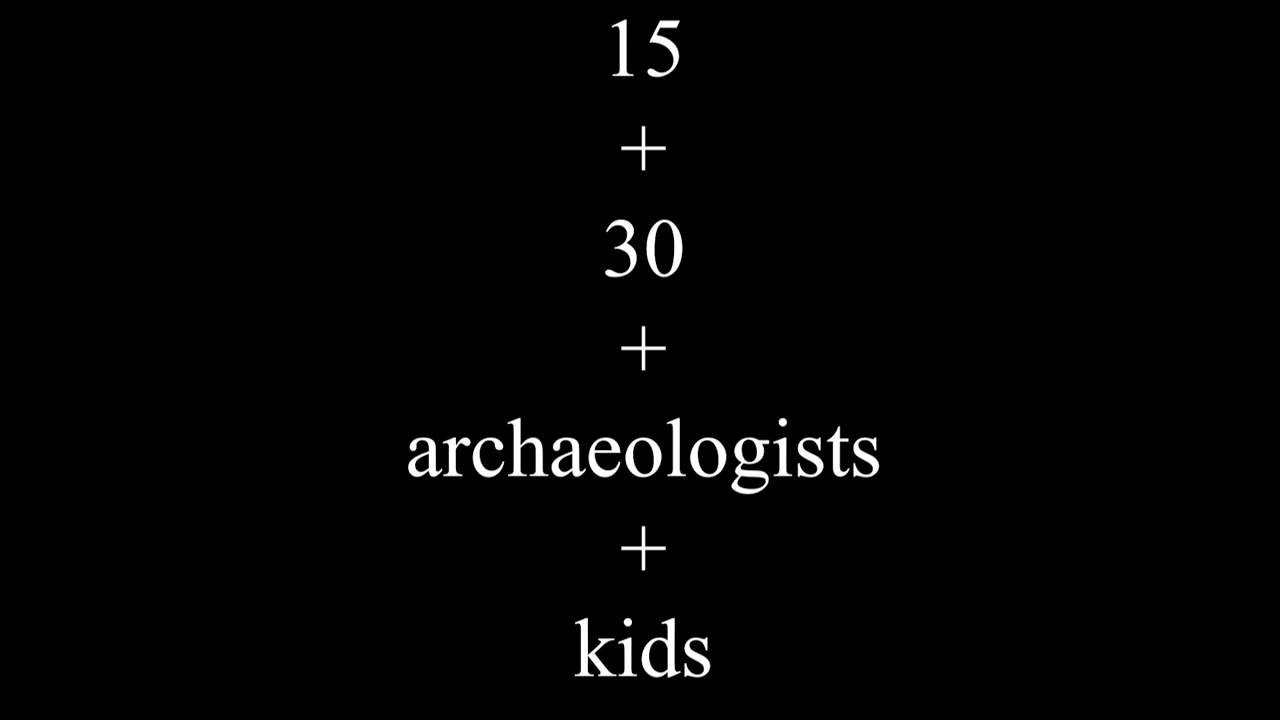 15
+
30
+
archaeologists
+
kids